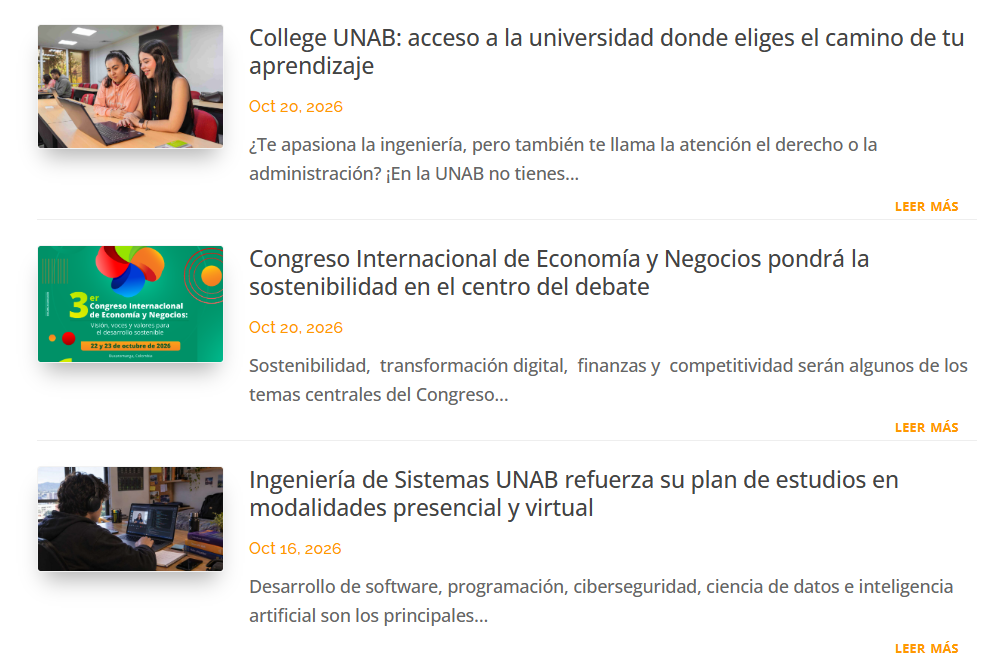 College UNAB: acceso a la universidad donde eliges el camino de tu
aprendizaje
Oct 20, 2026
¿Te apasiona la ingeniería, pero también te llama la atención el derecho o la
administración? ¡En la UNAB no tienes...
LEER MÁS
3er
Congreso Internacional
de Economía y Negocios:
Visión, voces y valores para
el desarrollo sostenible
22 y 23 de octubre de 2026
Bucaramanga, Colombia
Congreso Internacional de Economía y Negocios pondrá la
sostenibilidad en el centro del debate
Oct 20, 2026
Sostenibilidad,  transformación digital,  finanzas y  competitividad serán algunos de los
temas centrales del Congreso...
LEER MÁS
Ingeniería de Sistemas UNAB refuerza su plan de estudios en
modalidades presencial y virtual
Oct 16, 2026
Desarrollo de software, programación, ciberseguridad, ciencia de datos e inteligencia
artificial son los principales...
LEER MÁS